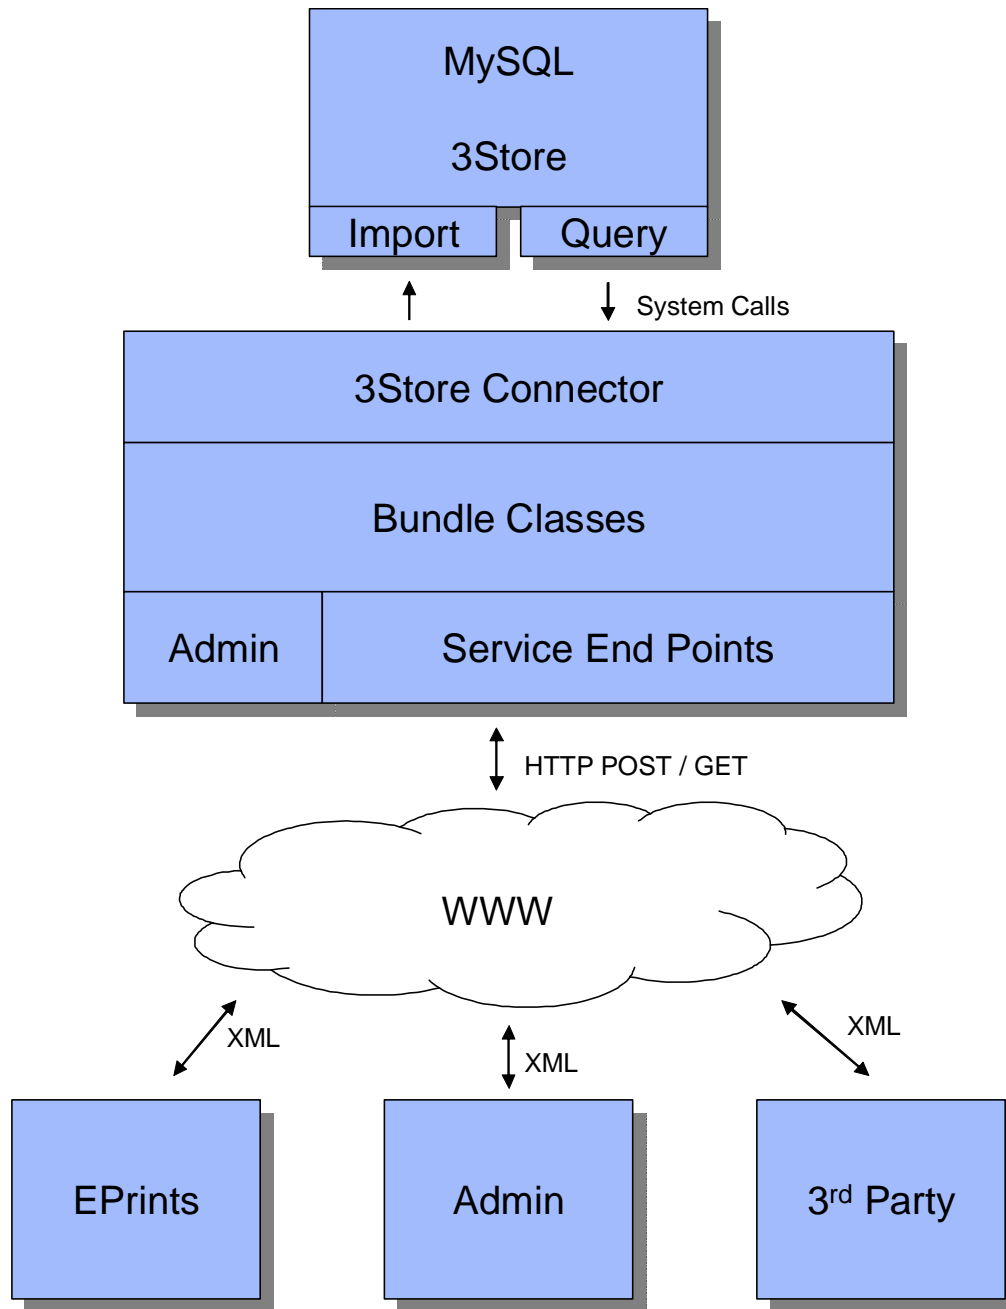 MySQL
3Store
Import
Query
System Calls
3Store Connector
Bundle Classes
Admin
Service End Points
HTTP POST / GET
WWW
XML
XML
XML
EPrints
Admin
3rd Party